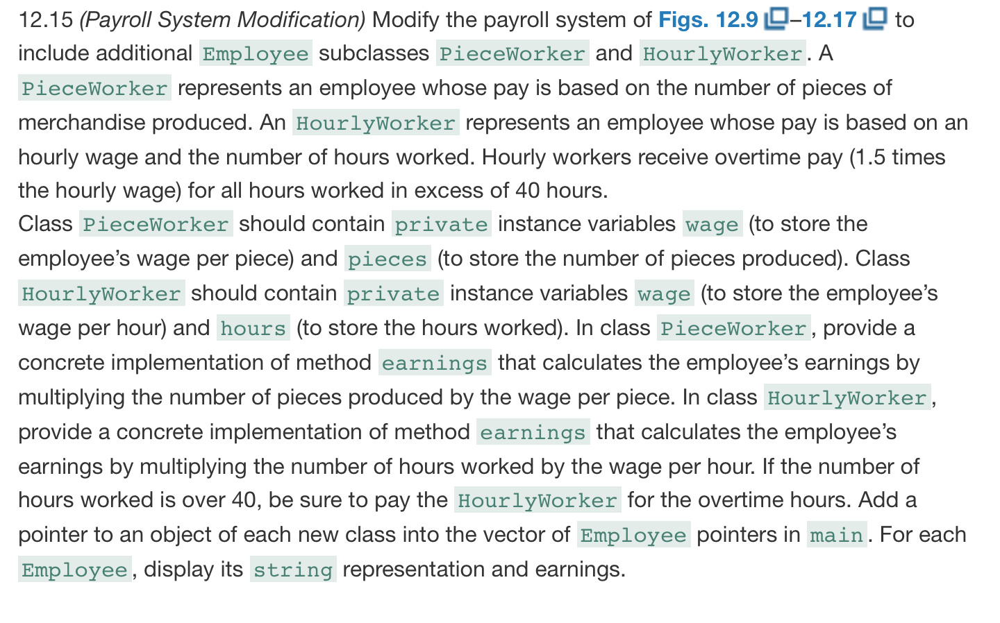 12.15 (Payroll System Modification) Modify the payroll system of Figs. 12.9 –12.17 to
include additional Employee subclasses PieceWorker and HourlyWorker. A
PieceWorker represents an employee whose pay is based on the number of pieces of
merchandise produced. An HourlyWorker represents an employee whose pay is based on an
hourly wage and the number of hours worked. Hourly workers receive overtime pay (1.5 times
the hourly wage) for all hours worked in excess of 40 hours.
Class PieceWorker should contain private instance variables wage (to store the
employee’s wage per piece) and pieces (to store the number of pieces produced). Class
HourlyWorker should contain private instance variables wage (to store the employee’s
wage per hour) and hours (to store the hours worked). In class PieceWorker, provide a
concrete implementation of method earnings that calculates the employee’s earnings by
multiplying the number of pieces produced by the wage per piece. In class HourlyWorker,
provide a concrete implementation of method earnings that calculates the employee’s
earnings by multiplying the number of hours worked by the wage per hour. If the number of
hours worked is over 40, be sure to pay the HourlyWorker for the overtime hours. Add a
pointer to an object of each new class into the vector of Employee pointers in main. For each
Employee, display its string representation and earnings.